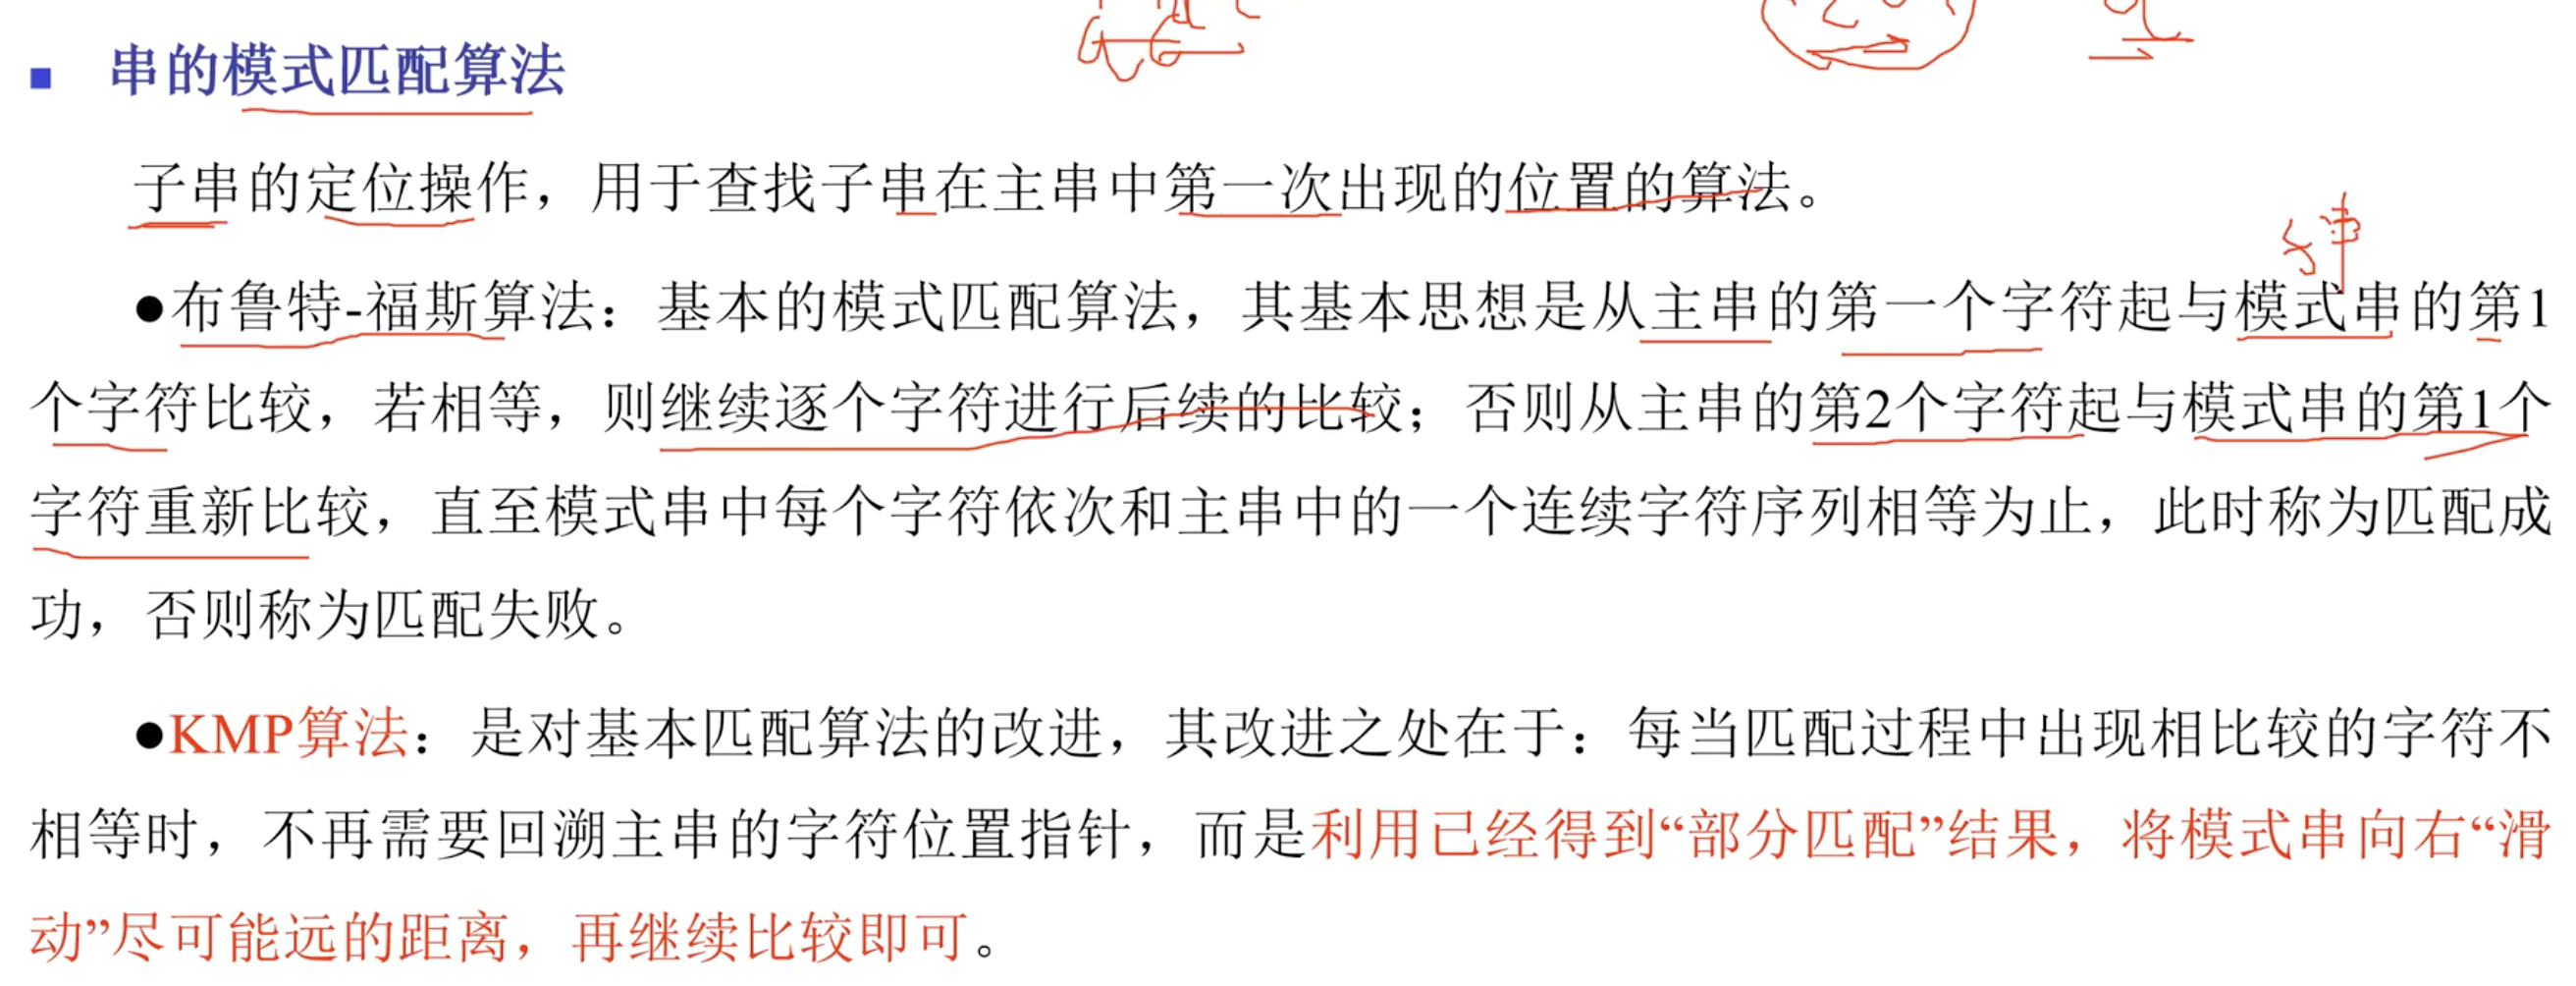 ■ 串的模式匹配算法
子串的定位操作，用于查找子串在主串中第一次出现的位置的算法。
子串
●布鲁特-福斯算法：基本的模式匹配算法，其基本思想是从主串的第一个字符起与模式串的第1
个字符比较，若相等，则继续逐个字符进行后续的比较；否则从主串的第2个字符起与模式串的第1个
字符重新比较，直至模式串中每个字符依次和主串中的一个连续字符序列相等为止，此时称为匹配成
功，否则称为匹配失败。
●KMP算法：是对基本匹配算法的改进，其改进之处在于：每当匹配过程中出现相比较的字符不
相等时，不再需要回溯主串的字符位置指针，而是利用已经得到“部分匹配”结果，将模式串向右“滑
动”尽可能远的距离，再继续比较即可。